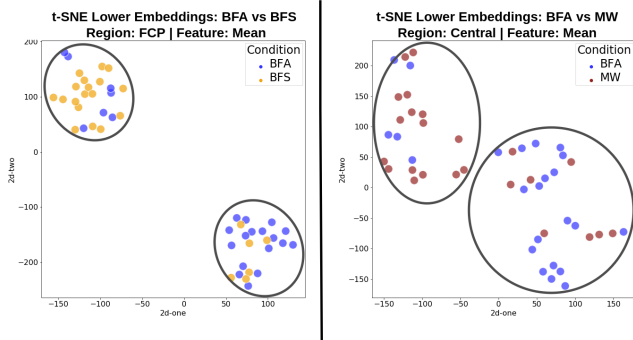 t-SNE Lower Embeddings: BFA vs BFS
Region: FCP | Feature: Mean
Condition
BFA
BFS
200
100
0
−100
−200
2d-two
−150
−100
−50
0
50
100
2d-one
t-SNE Lower Embeddings: BFA vs MW
Region: Central | Feature: Mean
Condition
BFA
MW
200
150
100
50
0
−50
−100
−150
2d-two
−150
−100
−50
0
50
100
150
2d-one